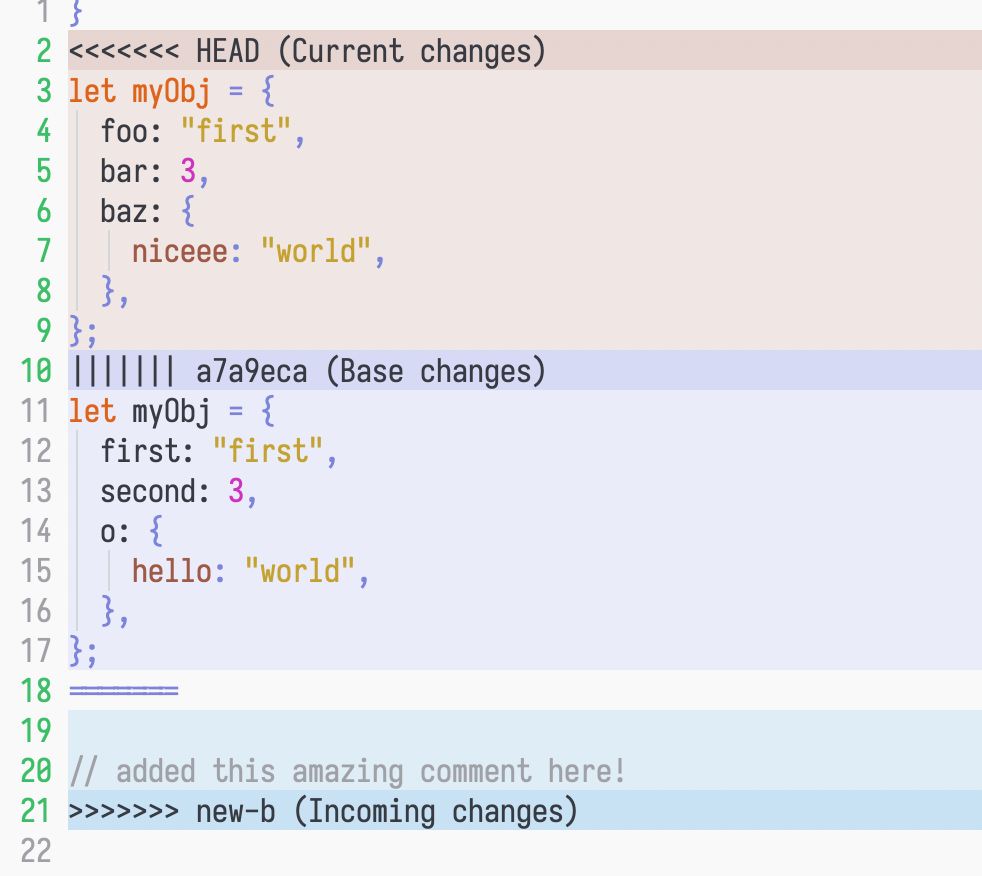 1 }
2 <<<<<<< HEAD (Current changes)
3 let myObj = {
4   foo: "first",
5   bar: 3,
6   baz: {
7     niceee: "world",
8   },
9 };
10 ||||||| a7a9eca (Base changes)
11 let myObj = {
12   first: "first",
13   second: 3,
14   o: {
15     hello: "world",
16   },
17 };
18 =======
19
20 // added this amazing comment here!
21 >>>>>>> new-b (Incoming changes)
22